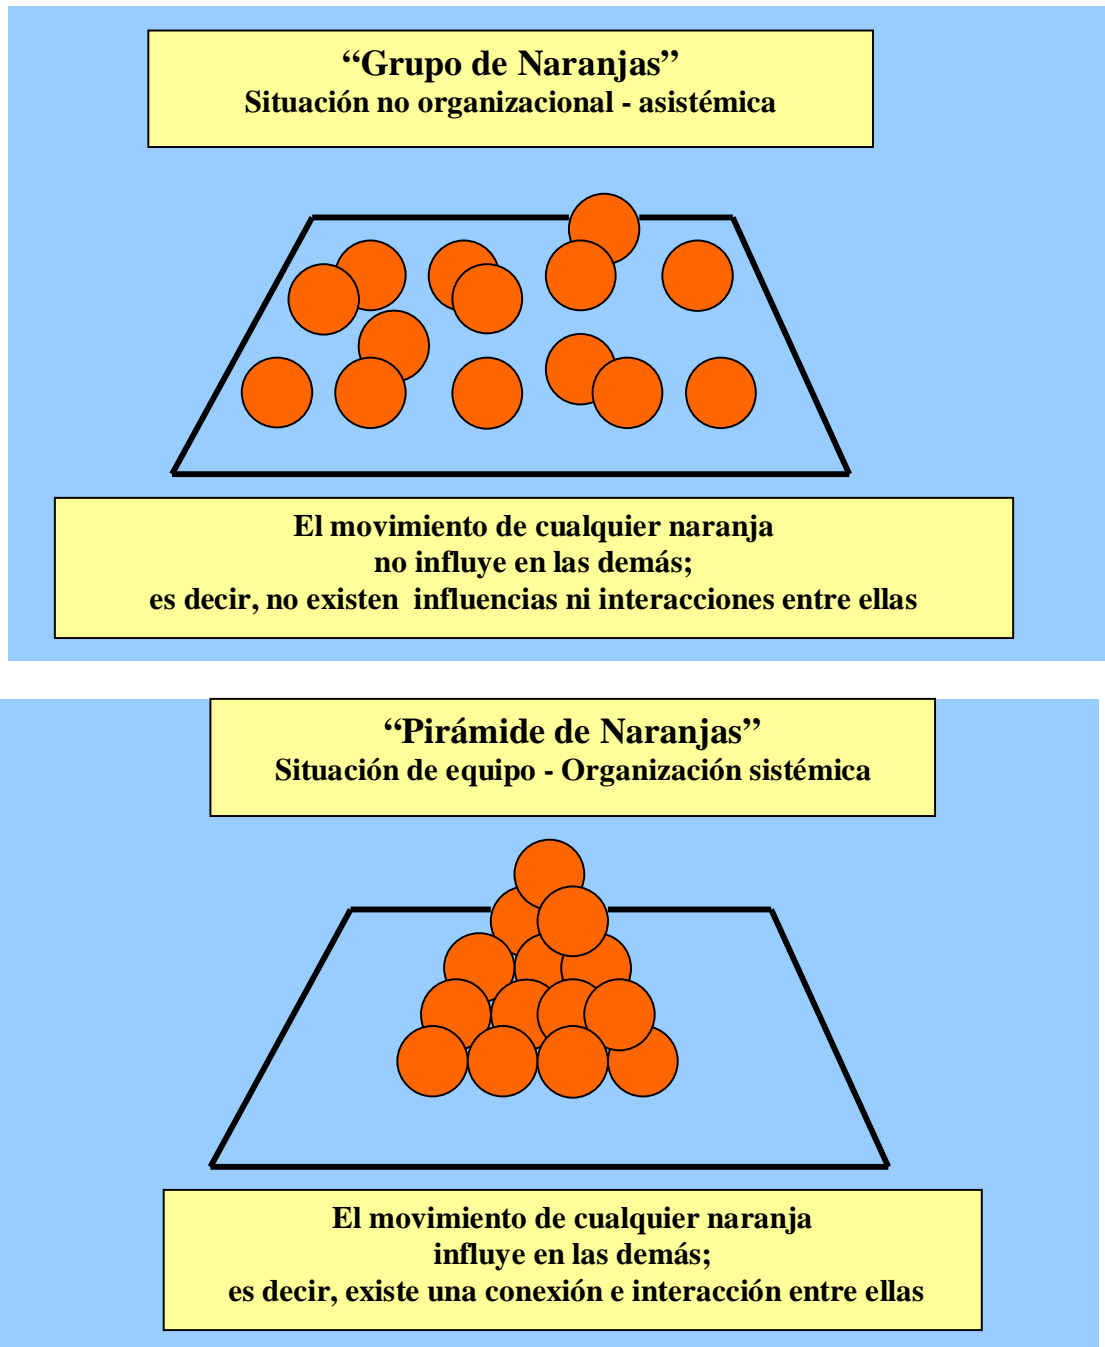 “Grupo de Naranjas”
Situación no organizacional - asistémica
El movimiento de cualquier naranja
no influye en las demás;
es decir, no existen  influencias ni interacciones entre ellas
“Pirámide de Naranjas”
Situación de equipo - Organización sistémica
El movimiento de cualquier naranja
influye en las demás;
es decir, existe una conexión e interacción entre ellas